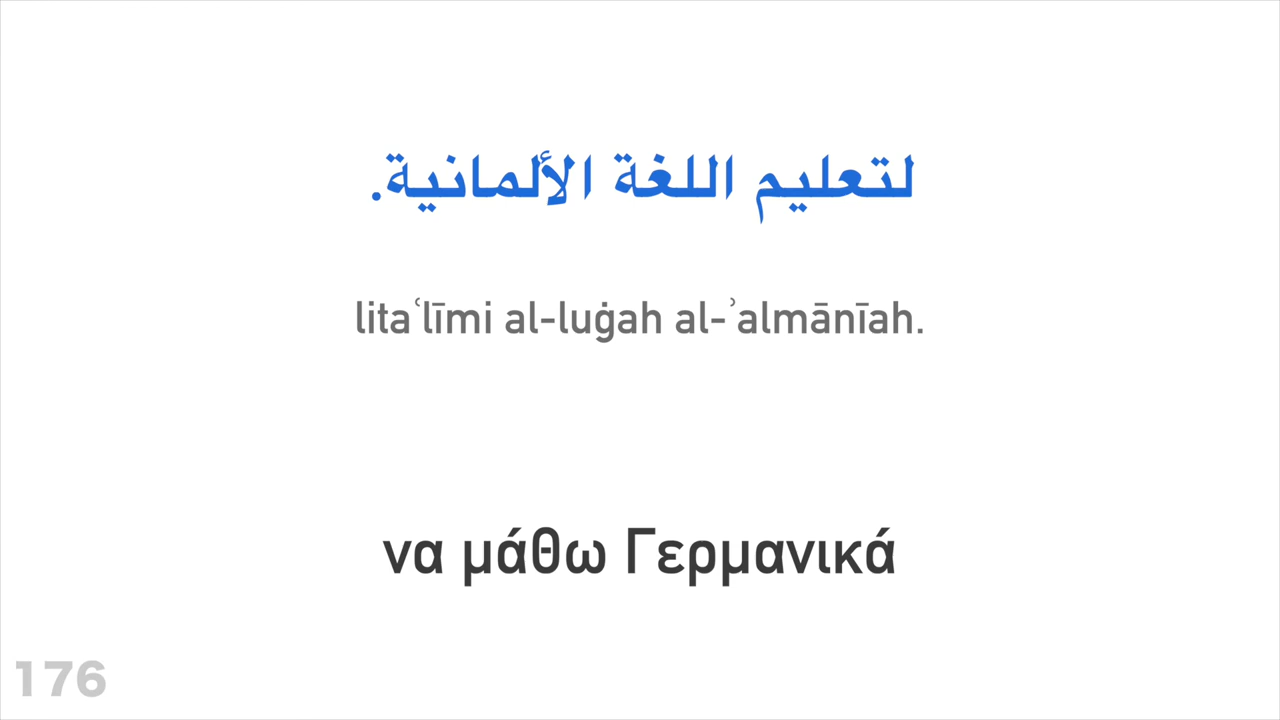 لتعليم اللغة الألمانية.
litaʿlīmi al-luġah al-ʾalmānīah.
να μάθω Γερμανικά
176